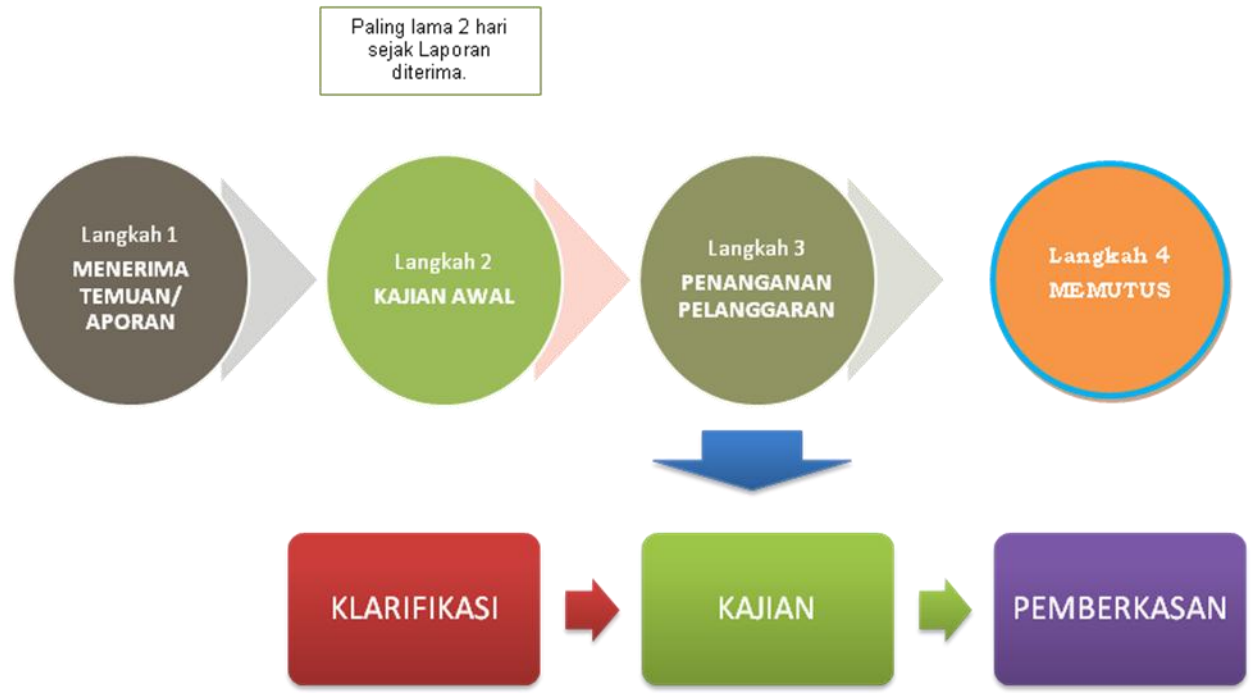 Paling lama 2 hari
sejak Laporan
diterima.
Langkah 1
MENERIMA
TEMUAN/
APORAN
Langkah 2
KAJIAN AWAL
Langkah 3
PENANGANAN
PELANGGARAN
Langkah 4
MEMUTUS
KLARIFIKASI
KAJIAN
PEMBERKASAN